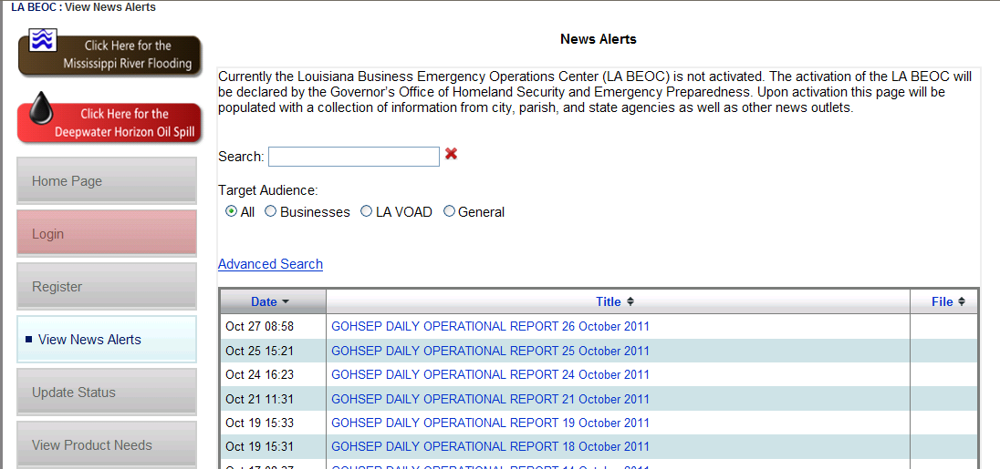 LA BEOC : View News Alerts
Click Here for the
Mississippi River Flooding
Click Here for the
Deepwater Horizon Oil Spill
Home Page
Login
Register
View News Alerts
Update Status
View Product Needs
News Alerts
Currently the Louisiana Business Emergency Operations Center (LA BEOC) is not activated. The activation of the LA BEOC will
be declared by the Governor's Office of Homeland Security and Emergency Preparedness. Upon activation this page will be
populated with a collection of information from city, parish, and state agencies as well as other news outlets.
Search:
Target Audience:
All Businesses LA VOAD General
Advanced Search
Date Title File
Oct 27 08:58 GOHSEP DAILY OPERATIONAL REPORT 26 October 2011
Oct 25 15:21 GOHSEP DAILY OPERATIONAL REPORT 25 October 2011
Oct 24 16:23 GOHSEP DAILY OPERATIONAL REPORT 24 October 2011
Oct 21 11:31 GOHSEP DAILY OPERATIONAL REPORT 21 October 2011
Oct 19 15:33 GOHSEP DAILY OPERATIONAL REPORT 19 October 2011
Oct 19 15:31 GOHSEP DAILY OPERATIONAL REPORT 18 October 2011